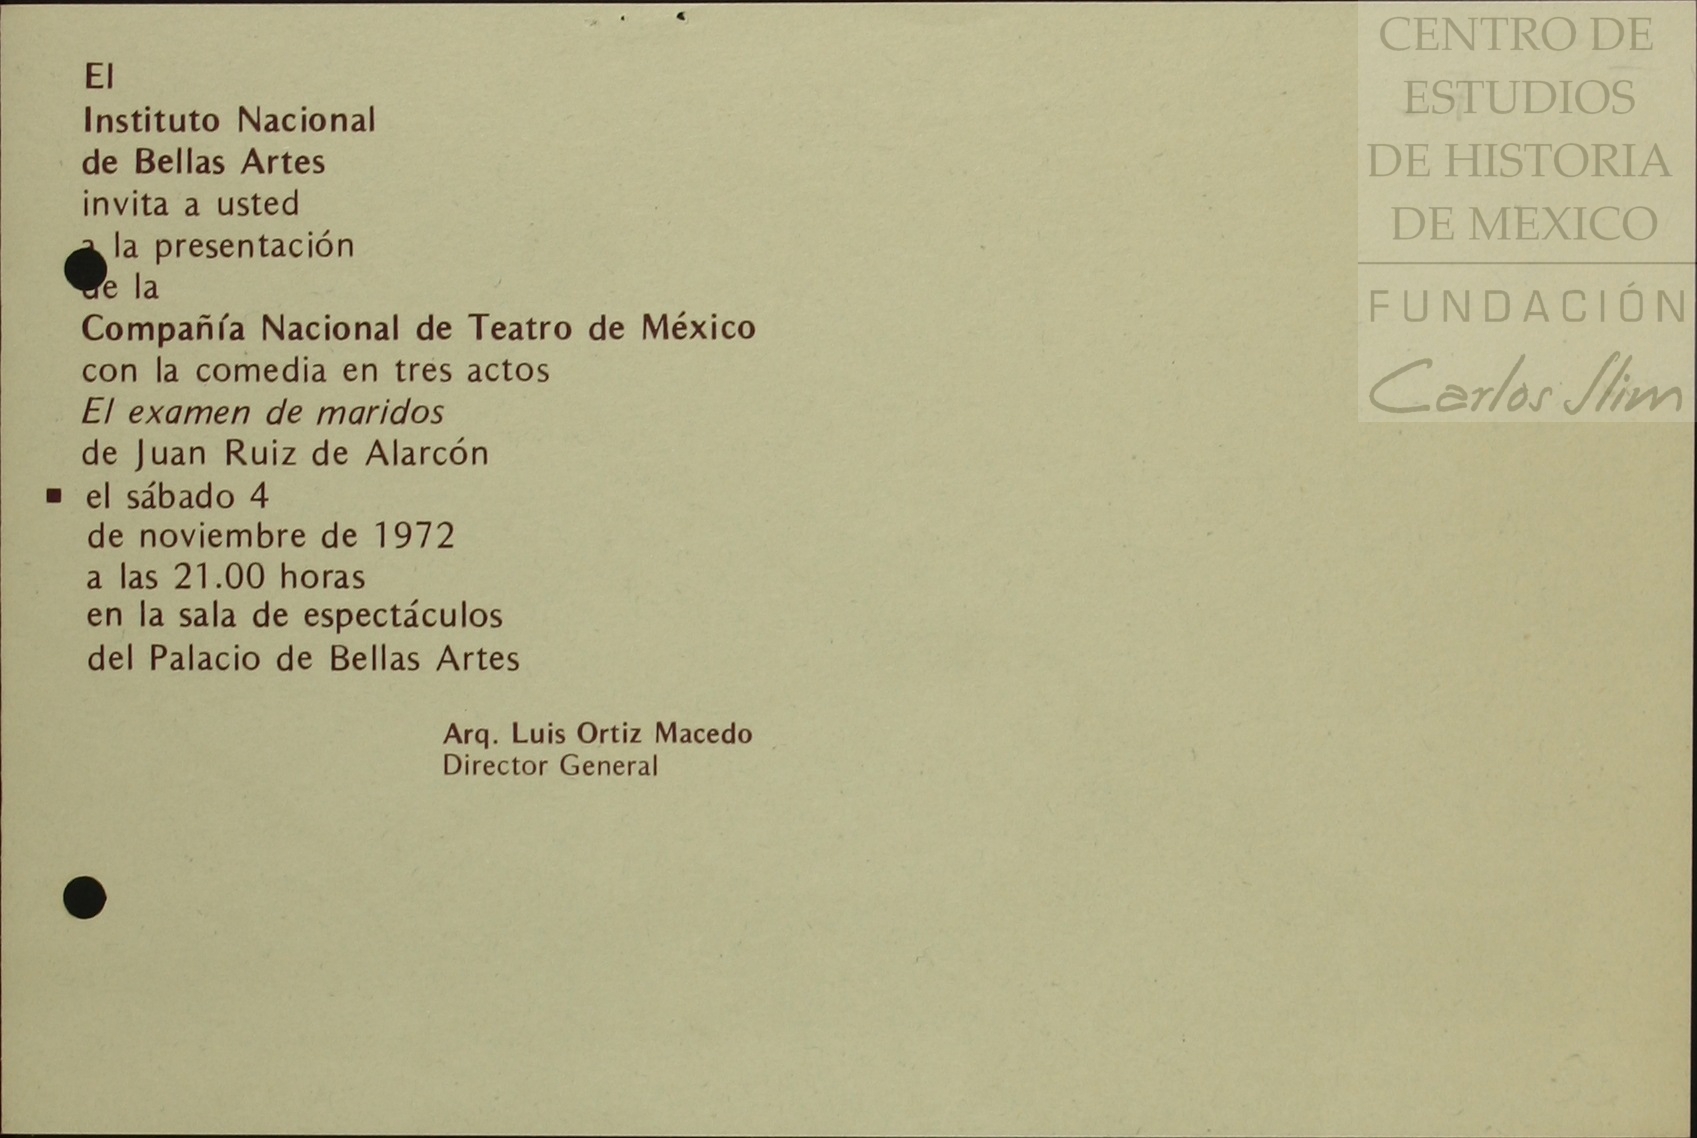 El
Instituto Nacional
de Bellas Artes
invita a usted
a la presentación
de la
Compañía Nacional de Teatro de México
con la comedia en tres actos
El examen de maridos
de Juan Ruiz de Alarcón
▪ el sábado 4
de noviembre de 1972
a las 21.00 horas
en la sala de espectáculos
del Palacio de Bellas Artes
Arq. Luis Ortiz Macedo
Director General
CENTRO DE
ESTUDIOS
DE HISTORIA
DE MEXICO
FUNDACIÓN
Carlos Slim